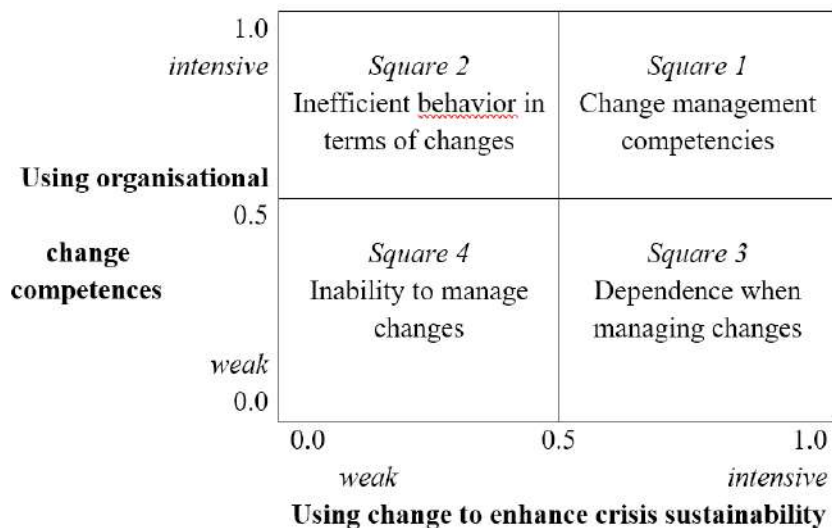 1.0
intensive
Square 2
Inefficient behavior in
terms of changes
Square 1
Change management
competencies
Using organisational
0.5
change
competences
Square 4
Inability to manage
changes
Square 3
Dependence when
managing changes
weak
0.0
0.0 0.5 1.0
weak intensive
Using change to enhance crisis sustainability